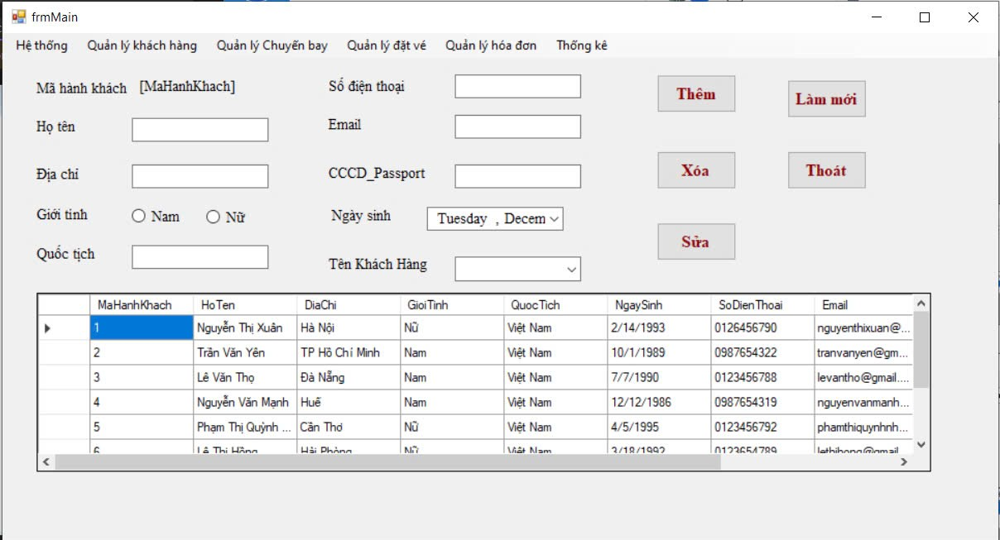 frmMain
Hệ thống Quản lý khách hàng Quản lý Chuyến bay Quản lý đặt vé Quản lý hóa đơn Thống kê
Mã hành khách [MaHanhKhach] Số điện thoại Thêm Làm mới
Họ tên Email
Địa chỉ CCCD_Passport Xóa Thoát
Giới tính Nam Nữ Ngày sinh Tuesday , Decem
Quốc tịch Tên Khách Hàng Sửa
MaHanhKhach HoTen DiaChi GioiTinh QuocTich NgaySinh SoDienThoai Email
1 Nguyễn Thị Xuân Hà Nội Nữ Việt Nam 2/14/1993 0126456790 nguyenthixuan@...
2 Trần Văn Yên TP Hồ Chí Minh Nam Việt Nam 10/1/1989 0987654322 tranvanyen@gm...
3 Lê Văn Thọ Đà Nẵng Nam Việt Nam 7/7/1990 0123456788 levantho@gmail....
4 Nguyễn Văn Mạnh Huế Nam Việt Nam 12/12/1986 0987654319 nguyenvanmanh...
5 Phạm Thị Quỳnh ... Cần Thơ Nữ Việt Nam 4/5/1995 0123456792 phamthiquynhnh...
6 Lê Thị Hồng Hải Phòng Nữ Việt Nam 3/18/1992 0123654789 lethihong@gmail